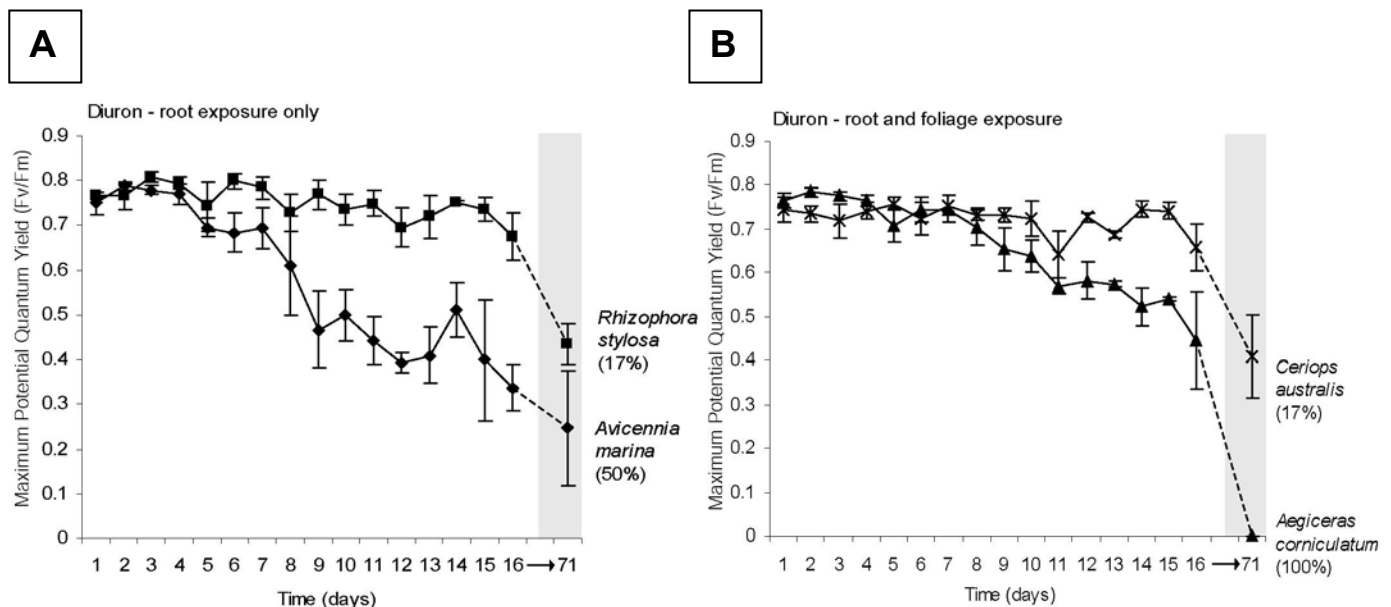 A
Diuron - root exposure only
Maximum Potential Quantum Yield (Fv/Fm)
0.9
0.8
0.7
0.6
0.5
0.4
0.3
0.2
0.1
0
1 2 3 4 5 6 7 8 9 10 11 12 13 14 15 16 → 71
Time (days)
Rhizophora
stylosa
(17%)
Avicennia
marina
(50%)
B
Diuron - root and foliage exposure
Maximum Potential Quantum Yield (Fv/Fm)
0.9
0.8
0.7
0.6
0.5
0.4
0.3
0.2
0.1
0
1 2 3 4 5 6 7 8 9 10 11 12 13 14 15 16 → 71
Time (days)
Ceriops
australis
(17%)
Aegiceras
corniculatum
(100%)